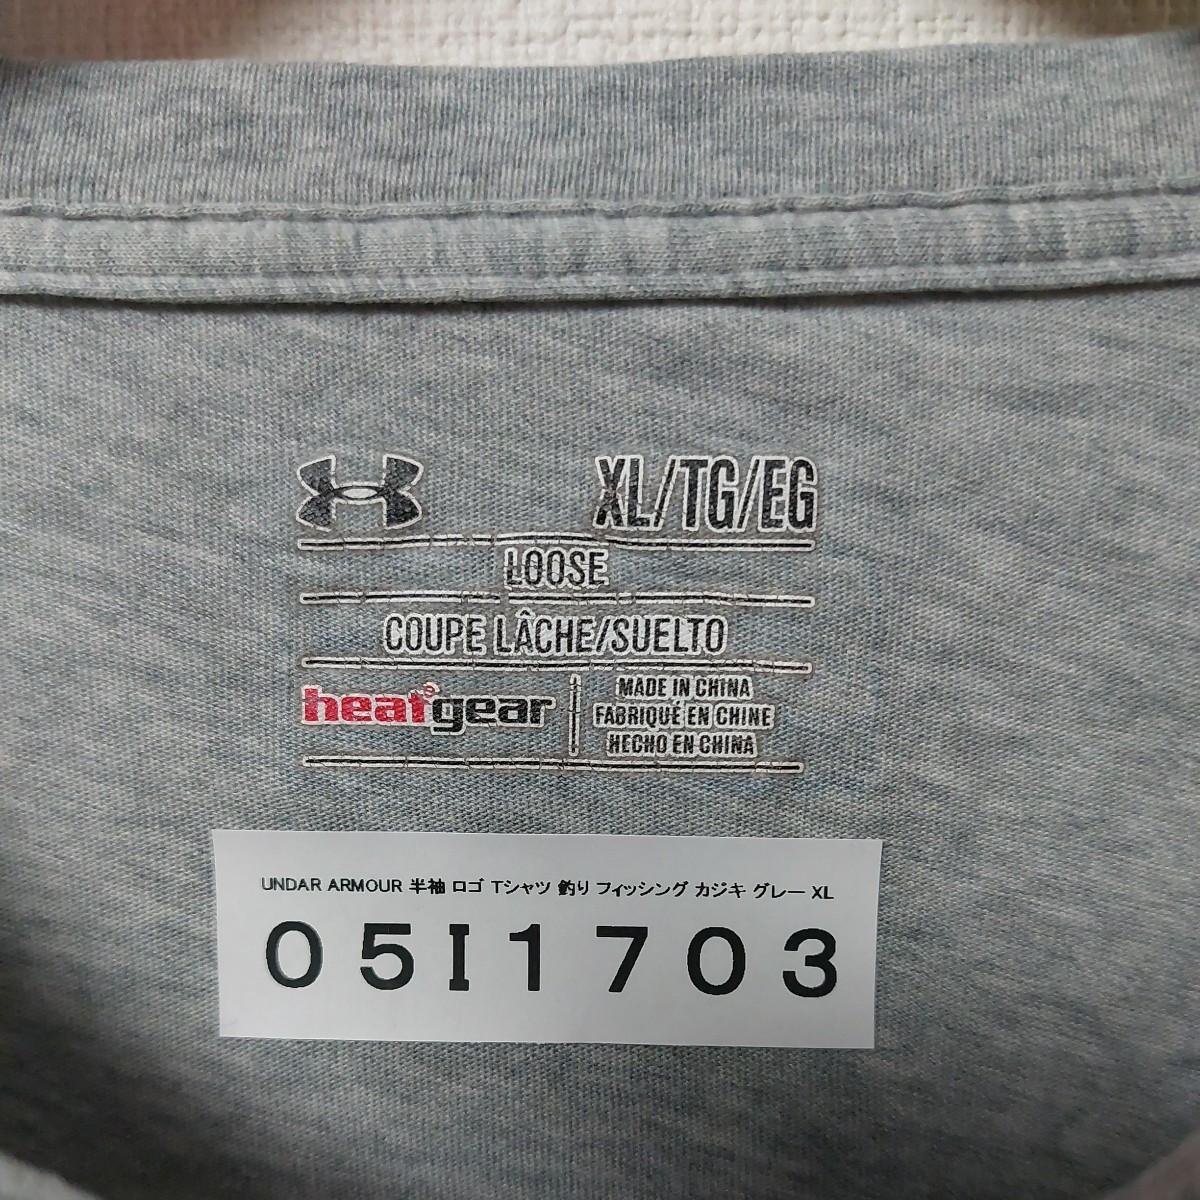 XL/TG/EG
LOOSE
COUPE LÂCHE/SUELTO
heatgear®
MADE IN CHINA
FABRIQUÉ EN CHINE
HECHO EN CHINA
UNDAR ARMOUR 半袖 ロゴ Tシャツ 釣り フィッシング カジキ グレー XL
05I1703